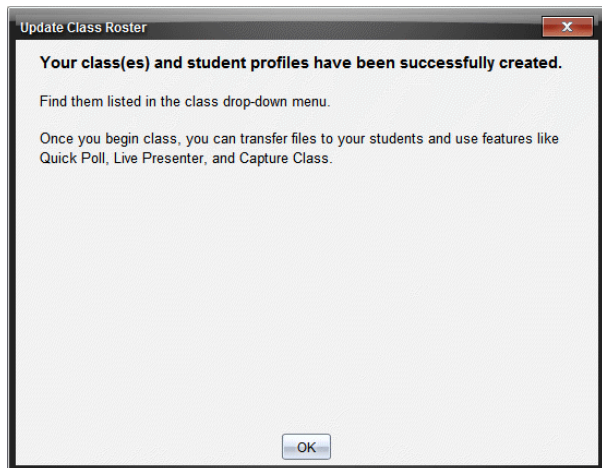 Update Class Roster
x
Your class(es) and student profiles have been successfully created.
Find them listed in the class drop-down menu.
Once you begin class, you can transfer files to your students and use features like
Quick Poll, Live Presenter, and Capture Class.
OK